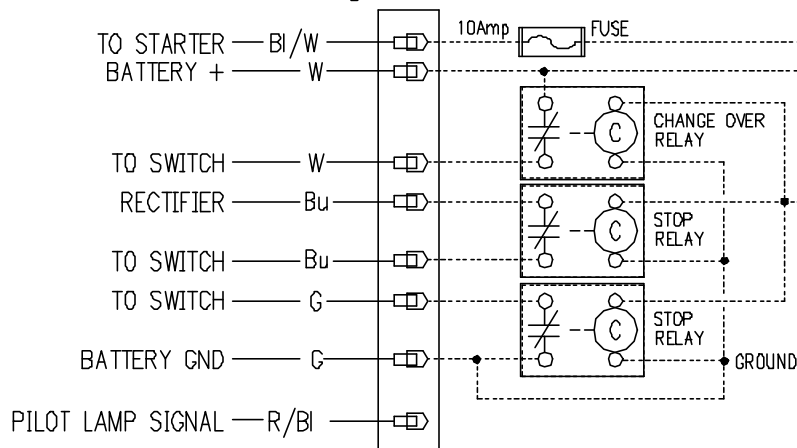 10Amp FUSE
TO STARTER Bl/W
BATTERY + W
C CHANGE OVER
RELAY
TO SWITCH W
RECTIFIER Bu
C STOP
RELAY
TO SWITCH Bu
TO SWITCH G
C STOP
RELAY
BATTERY GND G
GROUND
PILOT LAMP SIGNAL R/Bl